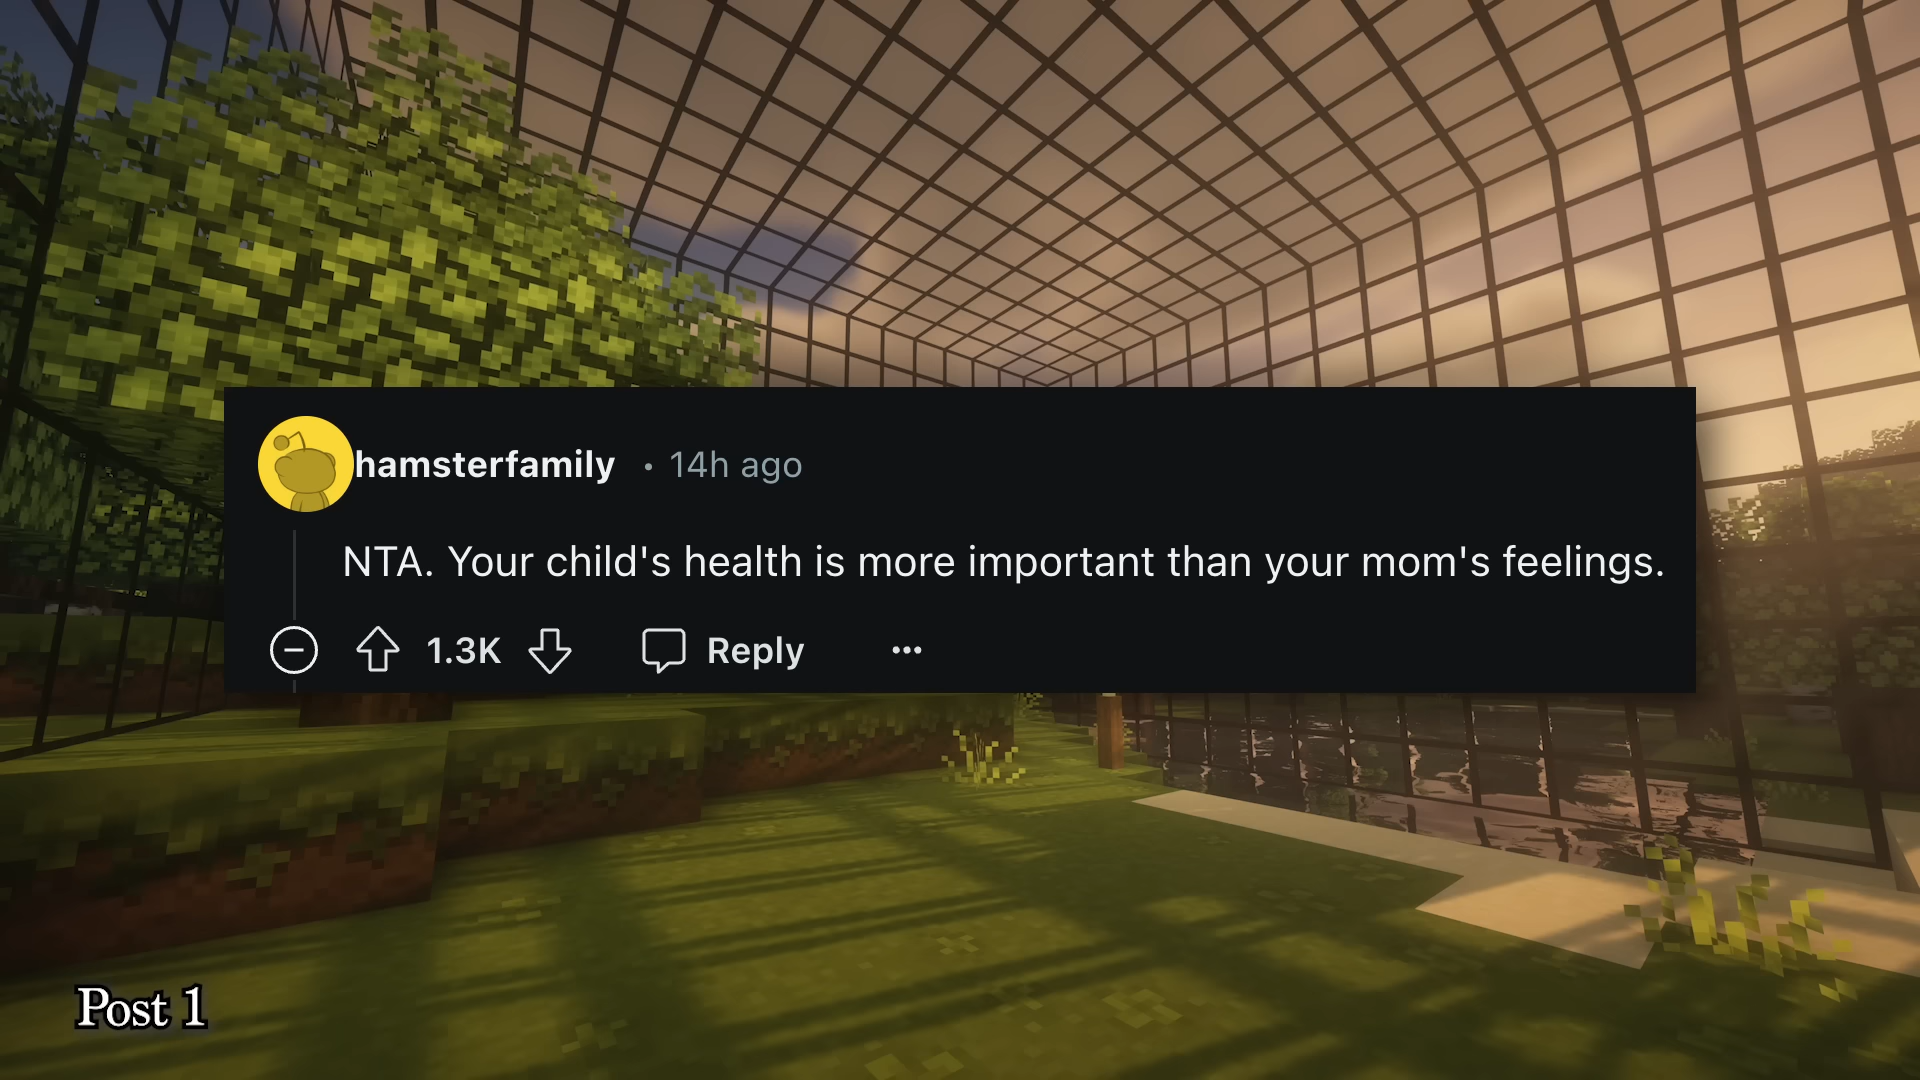 hamsterfamily • 14h ago
NTA. Your child's health is more important than your mom's feelings.
1.3K Reply ...
Post 1